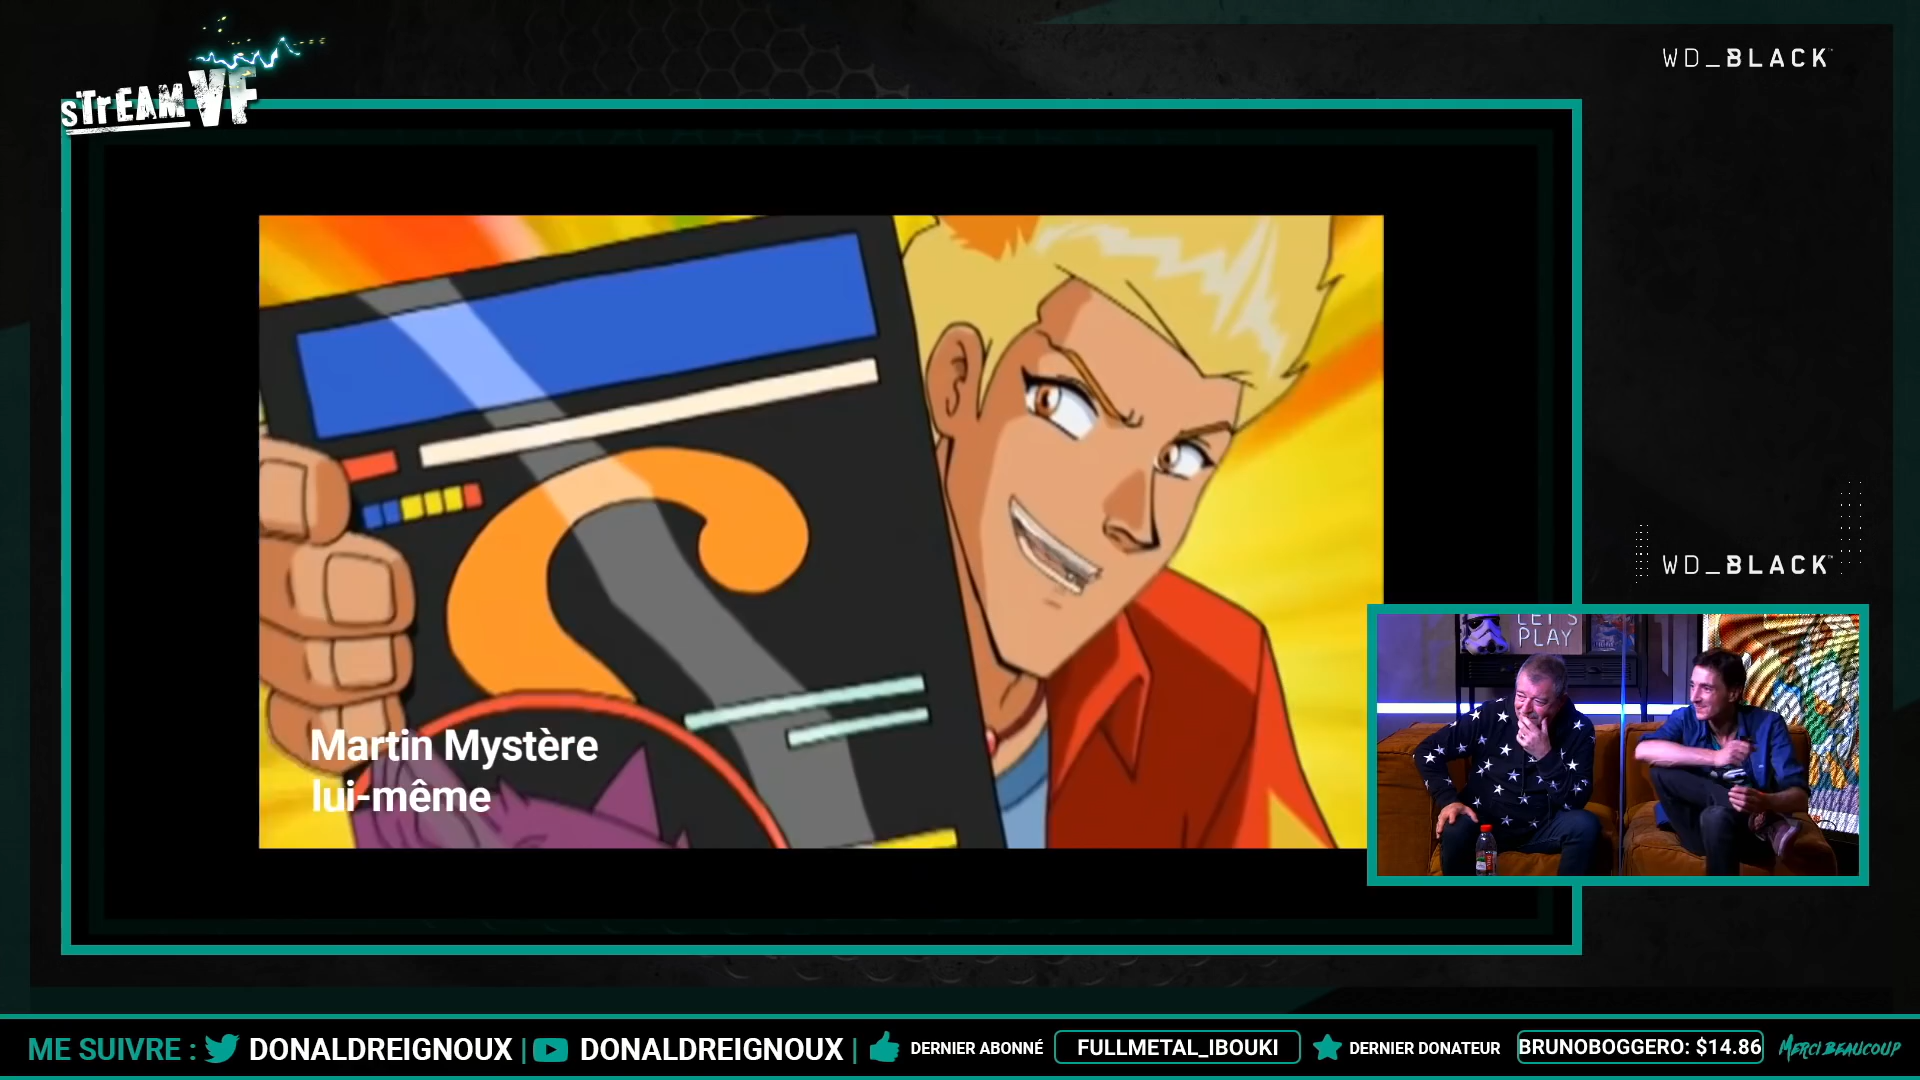 STrEAM VF
WD_BLACK
WD_BLACK
LET'S
PLAY
Martin Mystère
lui-même
ME SUIVRE : DONALDREIGNOUX | DONALDREIGNOUX | DERNIER ABONNÉ FULLMETAL_IBOUKI DERNIER DONATEUR BRUNOBOGGERO: $14.86 MERCI BEAUCOUP